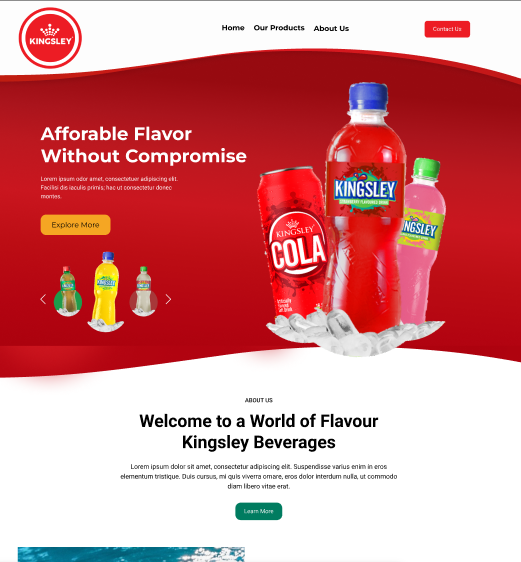 KINGSLEY
Home
Our Products
About Us
Contact Us
Afforable Flavor
Without Compromise
Lorem ipsum odor amet, consectetuer adipiscing elit.
Facilisi dis iaculis primis; hac ut consectetur donec
montes.
Explore More
KINGSLEY
KINGSLEY
COLA
KINGSLEY
ABOUT US
Welcome to a World of Flavour
Kingsley Beverages
Lorem ipsum dolor sit amet, consectetur adipiscing elit. Suspendisse varius enim in eros
elementum tristique. Duis cursus, mi quis viverra ornare, eros dolor interdum nulla, ut commodo
diam libero vitae erat.
Learn More